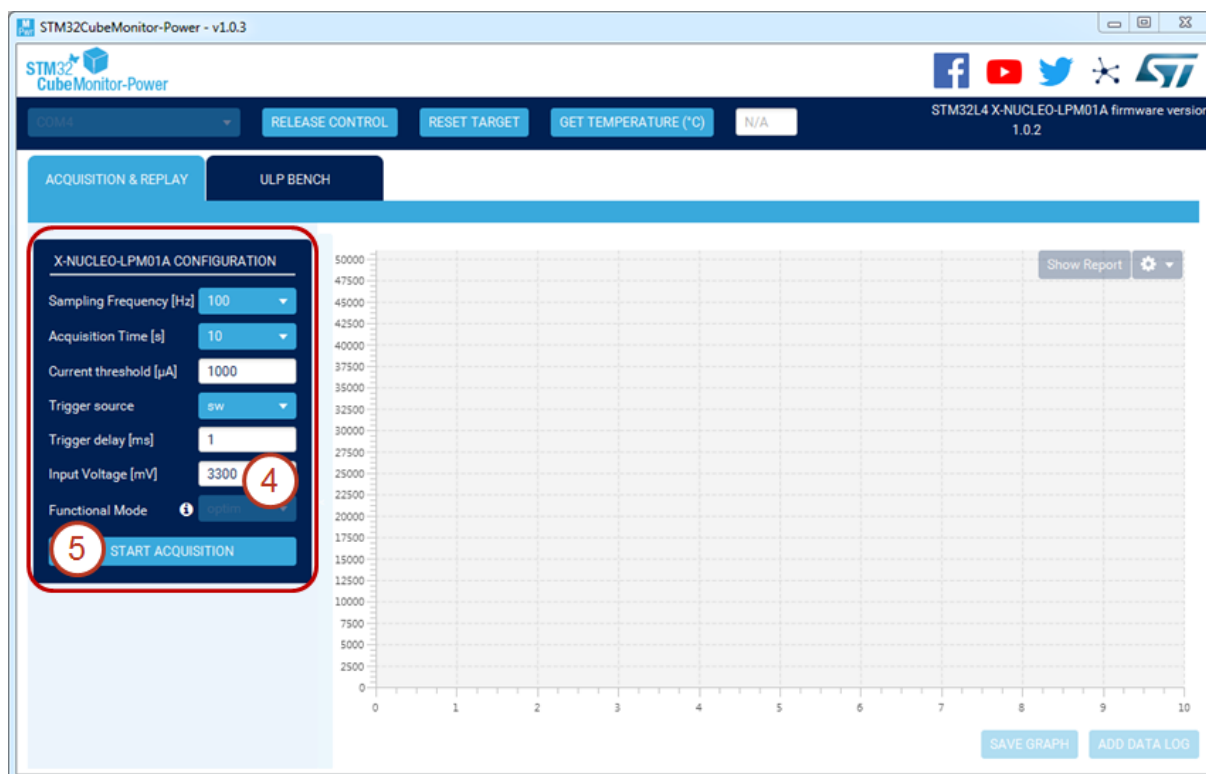 STM32CubeMonitor-Power - v1.0.3
STM32
CubeMonitor-Power
COM4 RELEASE CONTROL RESET TARGET GET TEMPERATURE (°C) N/A
STM32L4 X-NUCLEO-LPM01A firmware version
1.0.2
ACQUISITION & REPLAY ULP BENCH
X-NUCLEO-LPM01A CONFIGURATION
Sampling Frequency [Hz] 100
Acquisition Time [s] 10
Current threshold [µA] 1000
Trigger source sw
Trigger delay [ms] 1
Input Voltage [mV] 3300
4
Functional Mode optim
5
START ACQUISITION
Show Report
50000
47500
45000
42500
40000
37500
35000
32500
30000
27500
25000
22500
20000
17500
15000
12500
10000
7500
5000
2500
0
0 1 2 3 4 5 6 7 8 9 10
SAVE GRAPH ADD DATA LOG